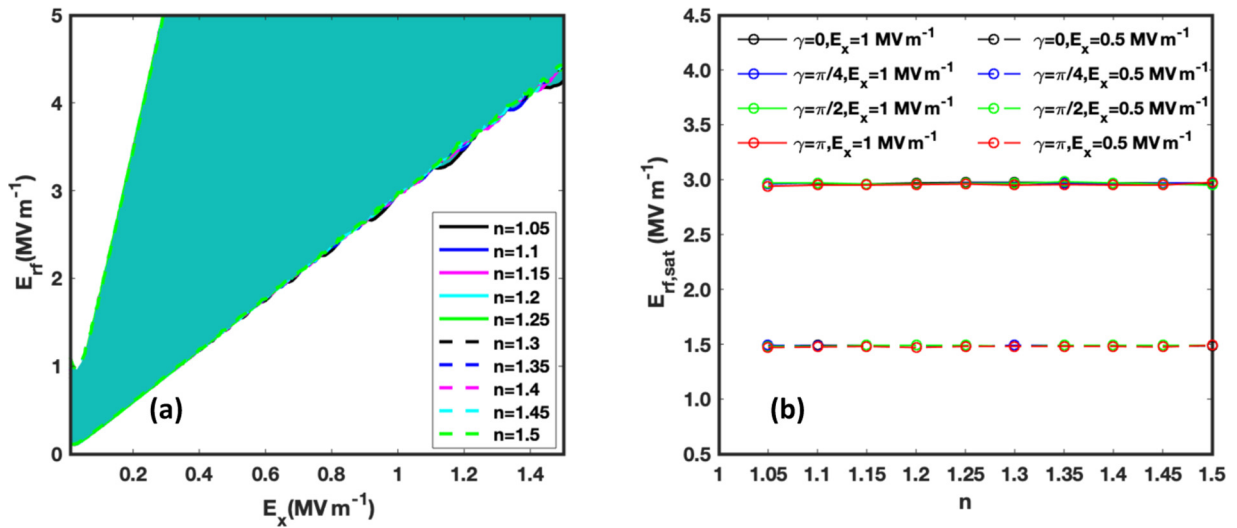 5
4
3
2
1
0
E_rf(MV m⁻¹)
0.2 0.4 0.6 0.8 1 1.2 1.4
E_x(MV m⁻¹)
(a)
n=1.05
n=1.1
n=1.15
n=1.2
n=1.25
n=1.3
n=1.35
n=1.4
n=1.45
n=1.5
4.5
4.0
3.5
3.0
2.5
2.0
1.5
1.0
0.5
E_rf,sat (MV m⁻¹)
γ=0,E_x=1 MV m⁻¹ γ=0,E_x=0.5 MV m⁻¹
γ=π/4,E_x=1 MV m⁻¹ γ=π/4,E_x=0.5 MV m⁻¹
γ=π/2,E_x=1 MV m⁻¹ γ=π/2,E_x=0.5 MV m⁻¹
γ=π,E_x=1 MV m⁻¹ γ=π,E_x=0.5 MV m⁻¹
(b)
1 1.05 1.1 1.15 1.2 1.25 1.3 1.35 1.4 1.45 1.5
n